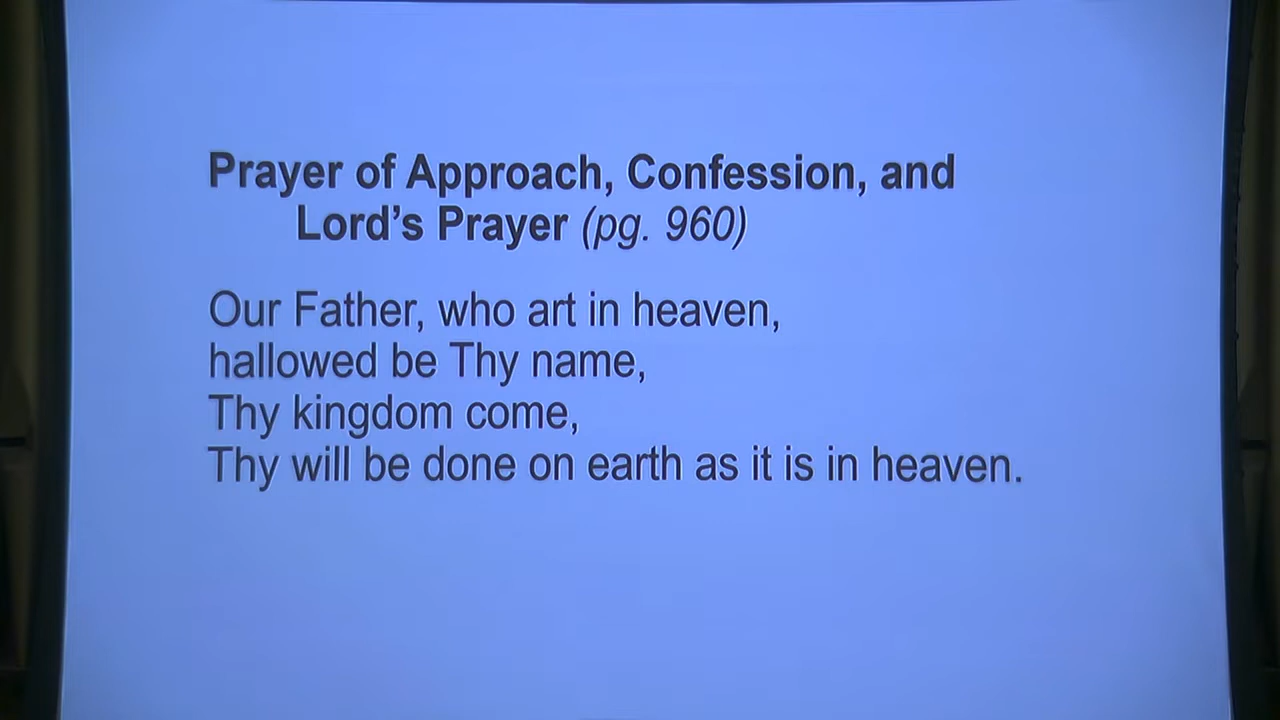 Prayer of Approach, Confession, and
Lord’s Prayer (pg. 960)
Our Father, who art in heaven,
hallowed be Thy name,
Thy kingdom come,
Thy will be done on earth as it is in heaven.